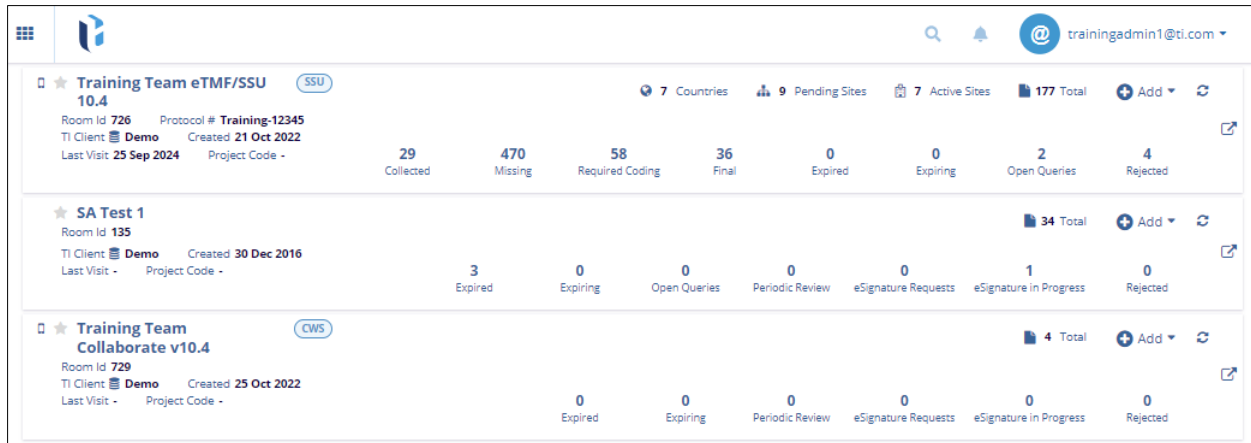 @ trainingadmin1@ti.com
Training Team eTMF/SSU 10.4 SSU
7 Countries 9 Pending Sites 7 Active Sites 177 Total Add
Room Id 726 Protocol # Training-12345
TI Client Demo Created 21 Oct 2022
Last Visit 25 Sep 2024 Project Code -
29 470 58 36 0 0 2 4
Collected Missing Required Coding Final Expired Expiring Open Queries Rejected
SA Test 1
34 Total Add
Room Id 135
TI Client Demo Created 30 Dec 2016
Last Visit - Project Code -
3 0 0 0 0 1 0
Expired Expiring Open Queries Periodic Review eSignature Requests eSignature in Progress Rejected
Training Team CWS
Collaborate v10.4
4 Total Add
Room Id 729
TI Client Demo Created 25 Oct 2022
Last Visit - Project Code -
0 0 0 0 0 0
Expired Expiring Periodic Review eSignature Requests eSignature in Progress Rejected